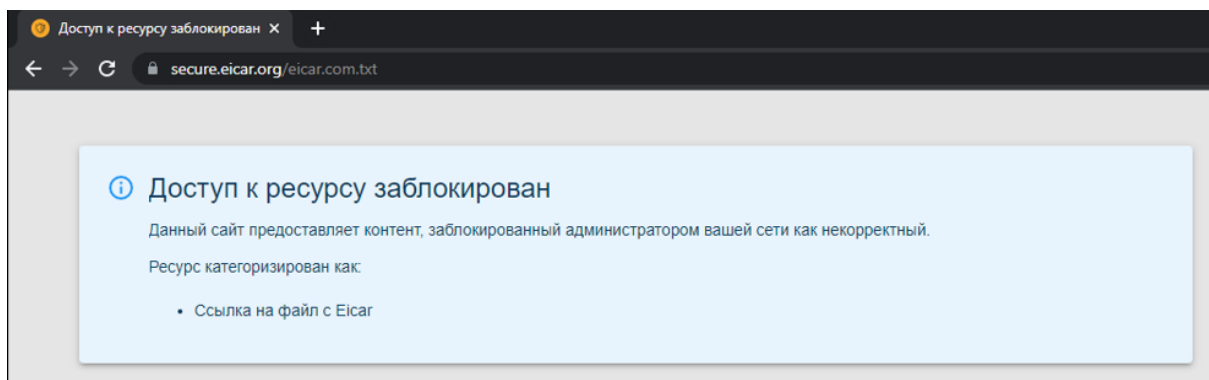 Доступ к ресурсу заблокирован
secure.eicar.org/eicar.com.txt
Доступ к ресурсу заблокирован
Данный сайт предоставляет контент, заблокированный администратором вашей сети как некорректный.
Ресурс категоризирован как:
• Ссылка на файл с Eicar